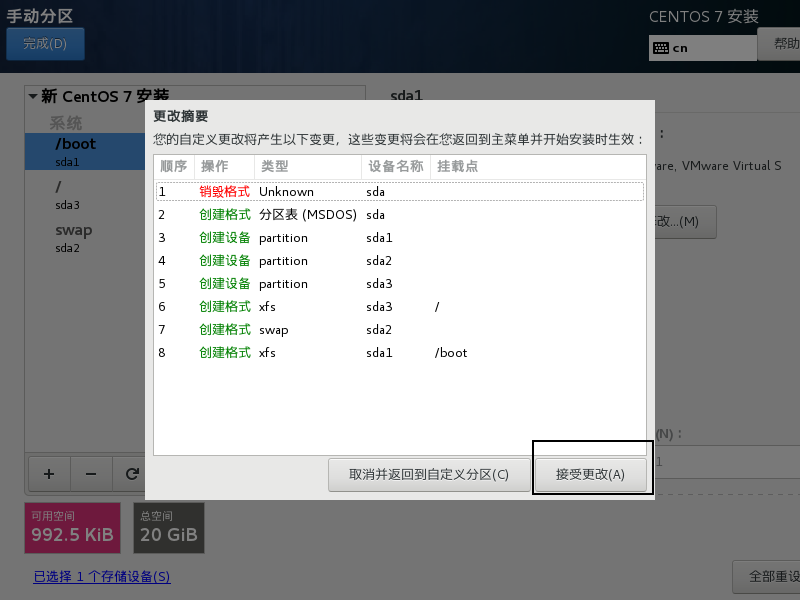 手动分区
CENTOS 7 安装
完成(D)
cn
帮助
新 CentOS 7 安装
sda1
系统
/boot
sda1
/
sda3
swap
sda2
更改摘要
您的自定义更改将产生以下变更，这些变更将会在您返回到主菜单并开始安装时生效：
顺序 操作 类型 设备名称 挂载点
1 销毁格式 Unknown sda
2 创建格式 分区表 (MSDOS) sda
3 创建设备 partition sda1
4 创建设备 partition sda2
5 创建设备 partition sda3
6 创建格式 xfs sda3 /
7 创建格式 swap sda2
8 创建格式 xfs sda1 /boot
are, VMware Virtual S
改...(M)
(N)：
1
取消并返回到自定义分区(C)
接受更改(A)
可用空间
992.5 KiB
总空间
20 GiB
已选择 1 个存储设备(S)
全部重设